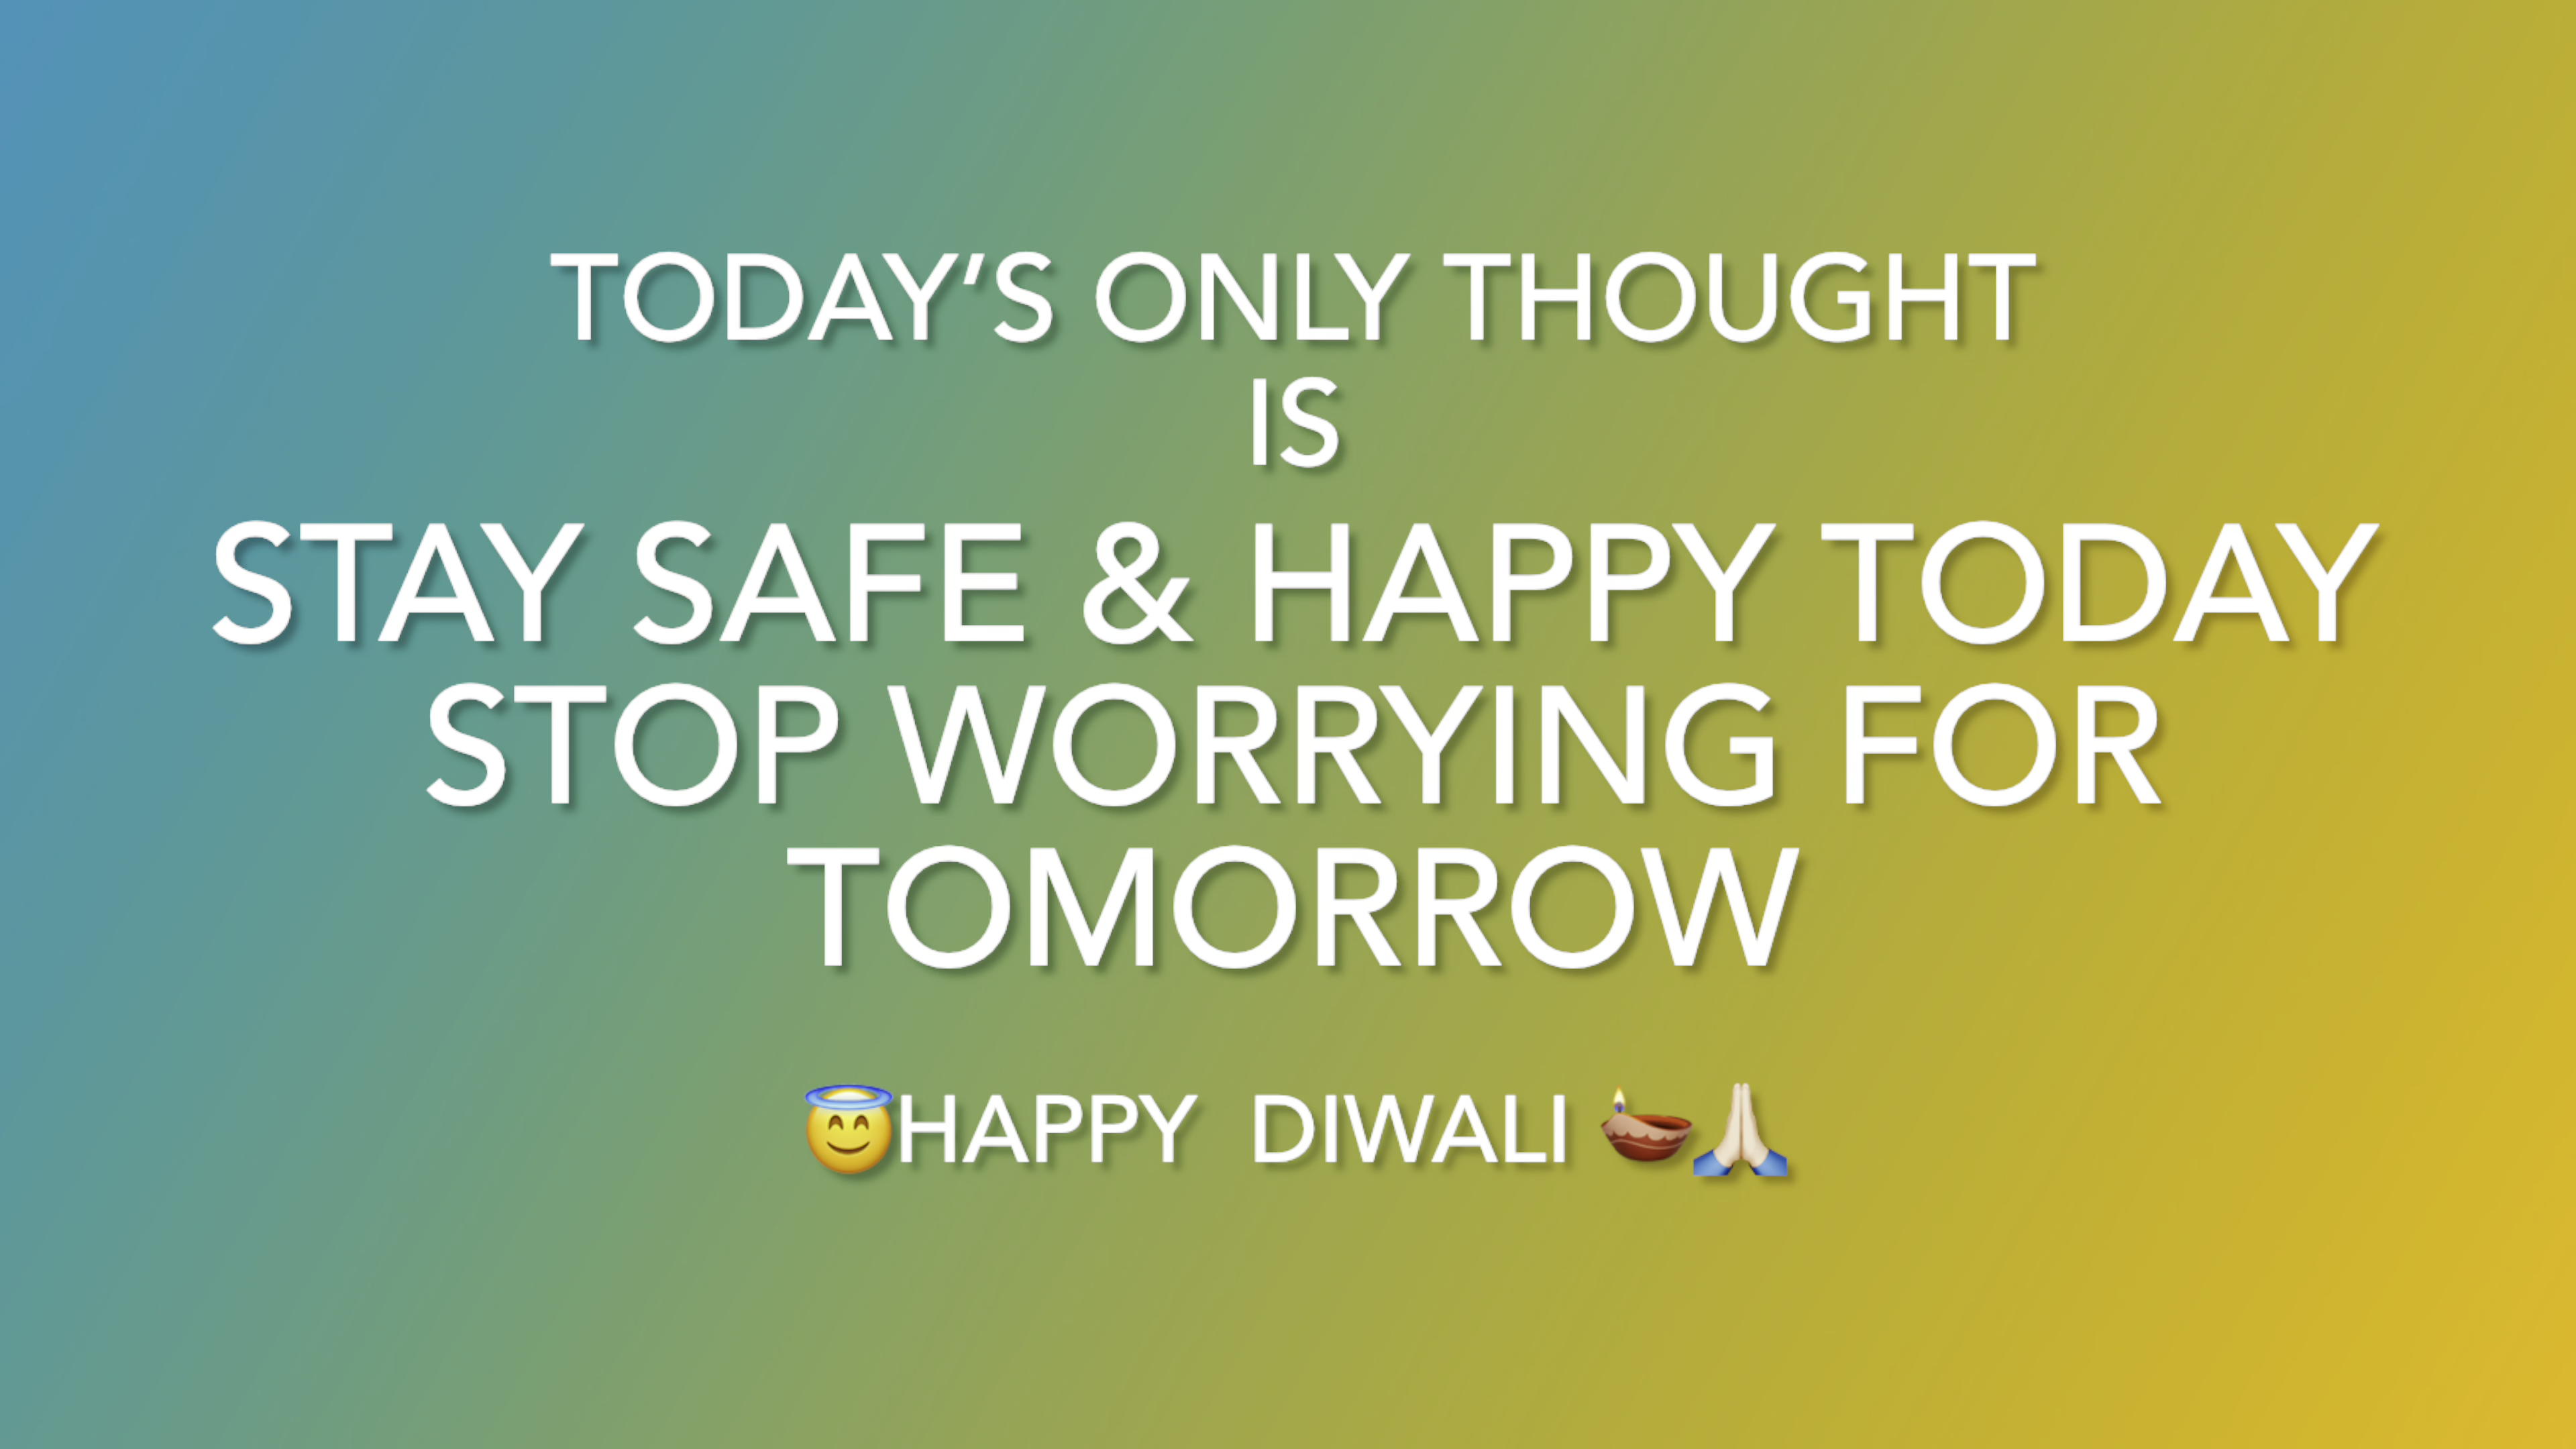 TODAY’S ONLY THOUGHT
IS
STAY SAFE & HAPPY TODAY
STOP WORRYING FOR
TOMORROW
😇HAPPY  DIWALI 🪔🙏🏻